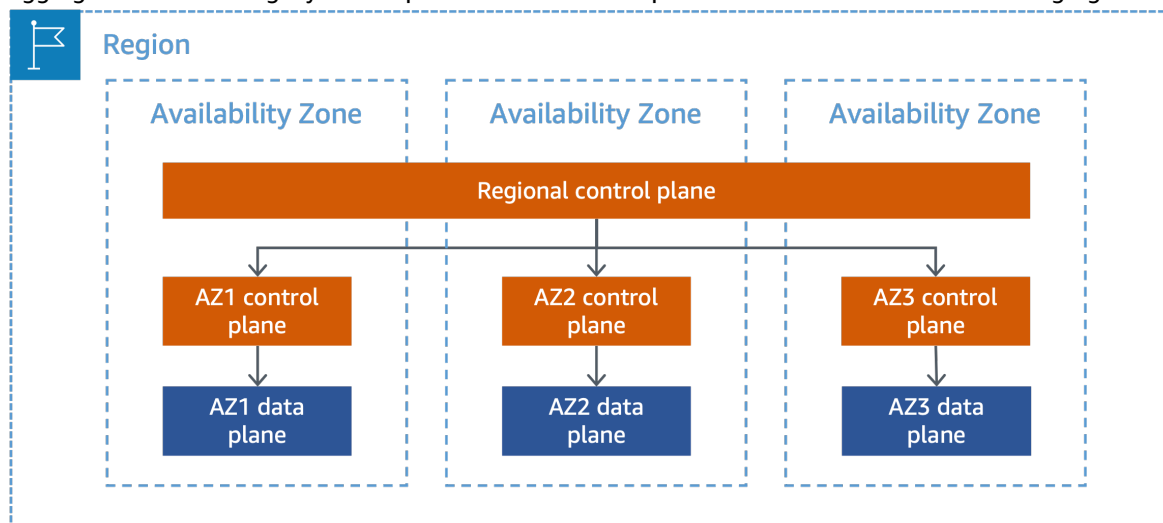 Region
Availability Zone
Availability Zone
Availability Zone
Regional control plane
AZ1 control
plane
AZ2 control
plane
AZ3 control
plane
AZ1 data
plane
AZ2 data
plane
AZ3 data
plane